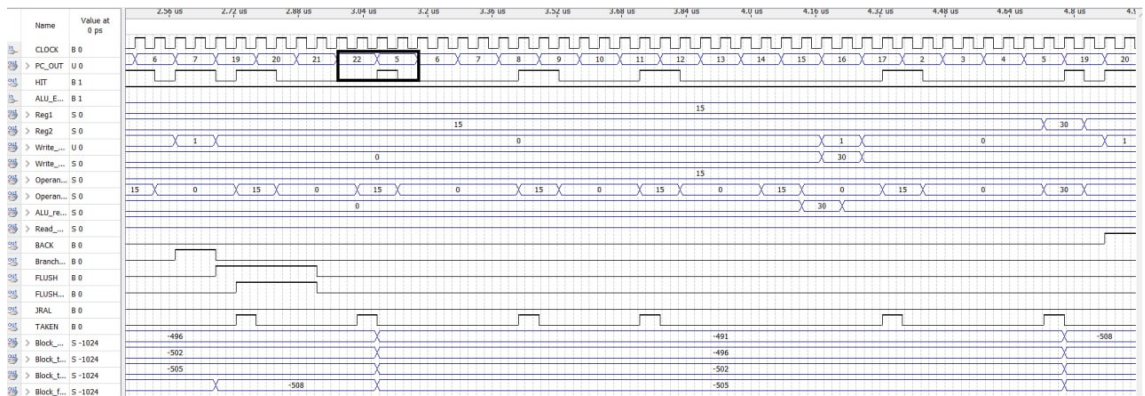 Name Value at 0 ps
2.56 us 2.72 us 2.88 us 3.04 us 3.2 us 3.36 us 3.52 us 3.68 us 3.84 us 4.0 us 4.16 us 4.32 us 4.48 us 4.64 us 4.8 us
CLOCK B 0
PC_OUT U 0 6 7 19 20 21 22 5 6 7 8 9 10 11 12 13 14 15 16 17 2 3 4 5 19 20
HIT B 1
ALU_E... B 1
Reg1 S 0 15
Reg2 S 0 15 30
Write_... U 0 1 0 1 0 1
Write_... S 0 0 30
Operan... S 0 15
Operan... S 0 15 0 15 0 15 0 15 0 15 0 15 0 15 0 30
ALU_re... S 0 0 30
Read_... S 0
BACK B 0
Branch... B 0
FLUSH B 0
FLUSH... B 0
JRAL B 0
TAKEN B 0
Block_... S -1024 -496 -491 -508
Block_t... S -1024 -502 -496
Block_t... S -1024 -505 -502
Block_f... S -1024 -508 -505